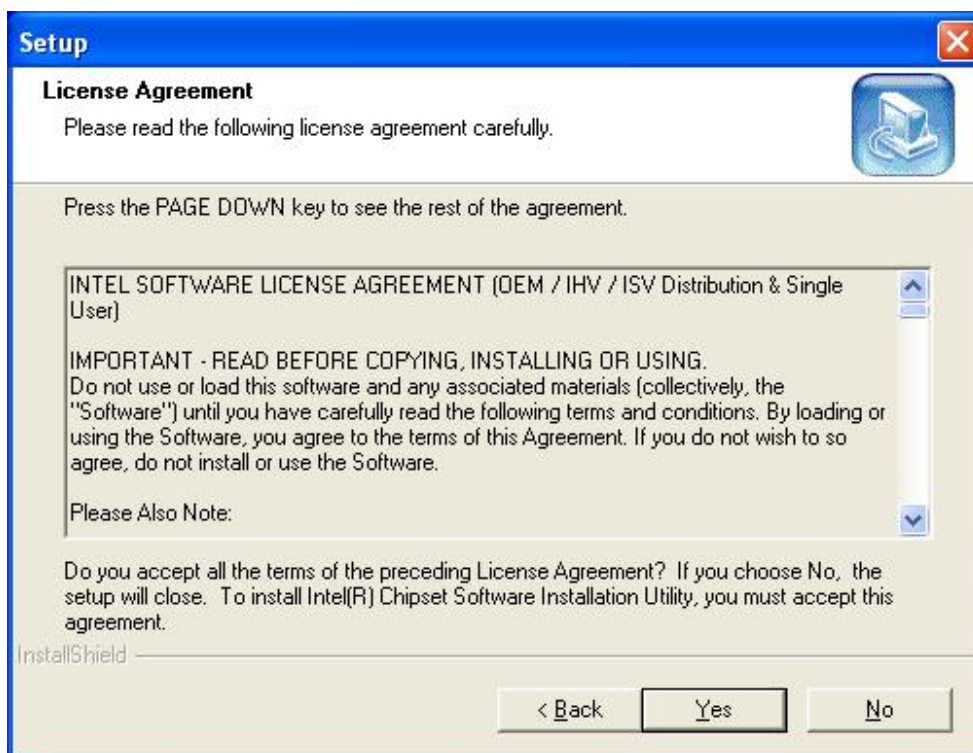 Setup
License Agreement
Please read the following license agreement carefully.
Press the PAGE DOWN key to see the rest of the agreement.
INTEL SOFTWARE LICENSE AGREEMENT (OEM / IHV / ISV Distribution & Single
User)
IMPORTANT - READ BEFORE COPYING, INSTALLING OR USING.
Do not use or load this software and any associated materials (collectively, the
"Software") until you have carefully read the following terms and conditions. By loading or
using the Software, you agree to the terms of this Agreement. If you do not wish to so
agree, do not install or use the Software.
Please Also Note:
Do you accept all the terms of the preceding License Agreement?  If you choose No,  the
setup will close.  To install Intel(R) Chipset Software Installation Utility, you must accept this
agreement.
InstallShield
< Back
Yes
No